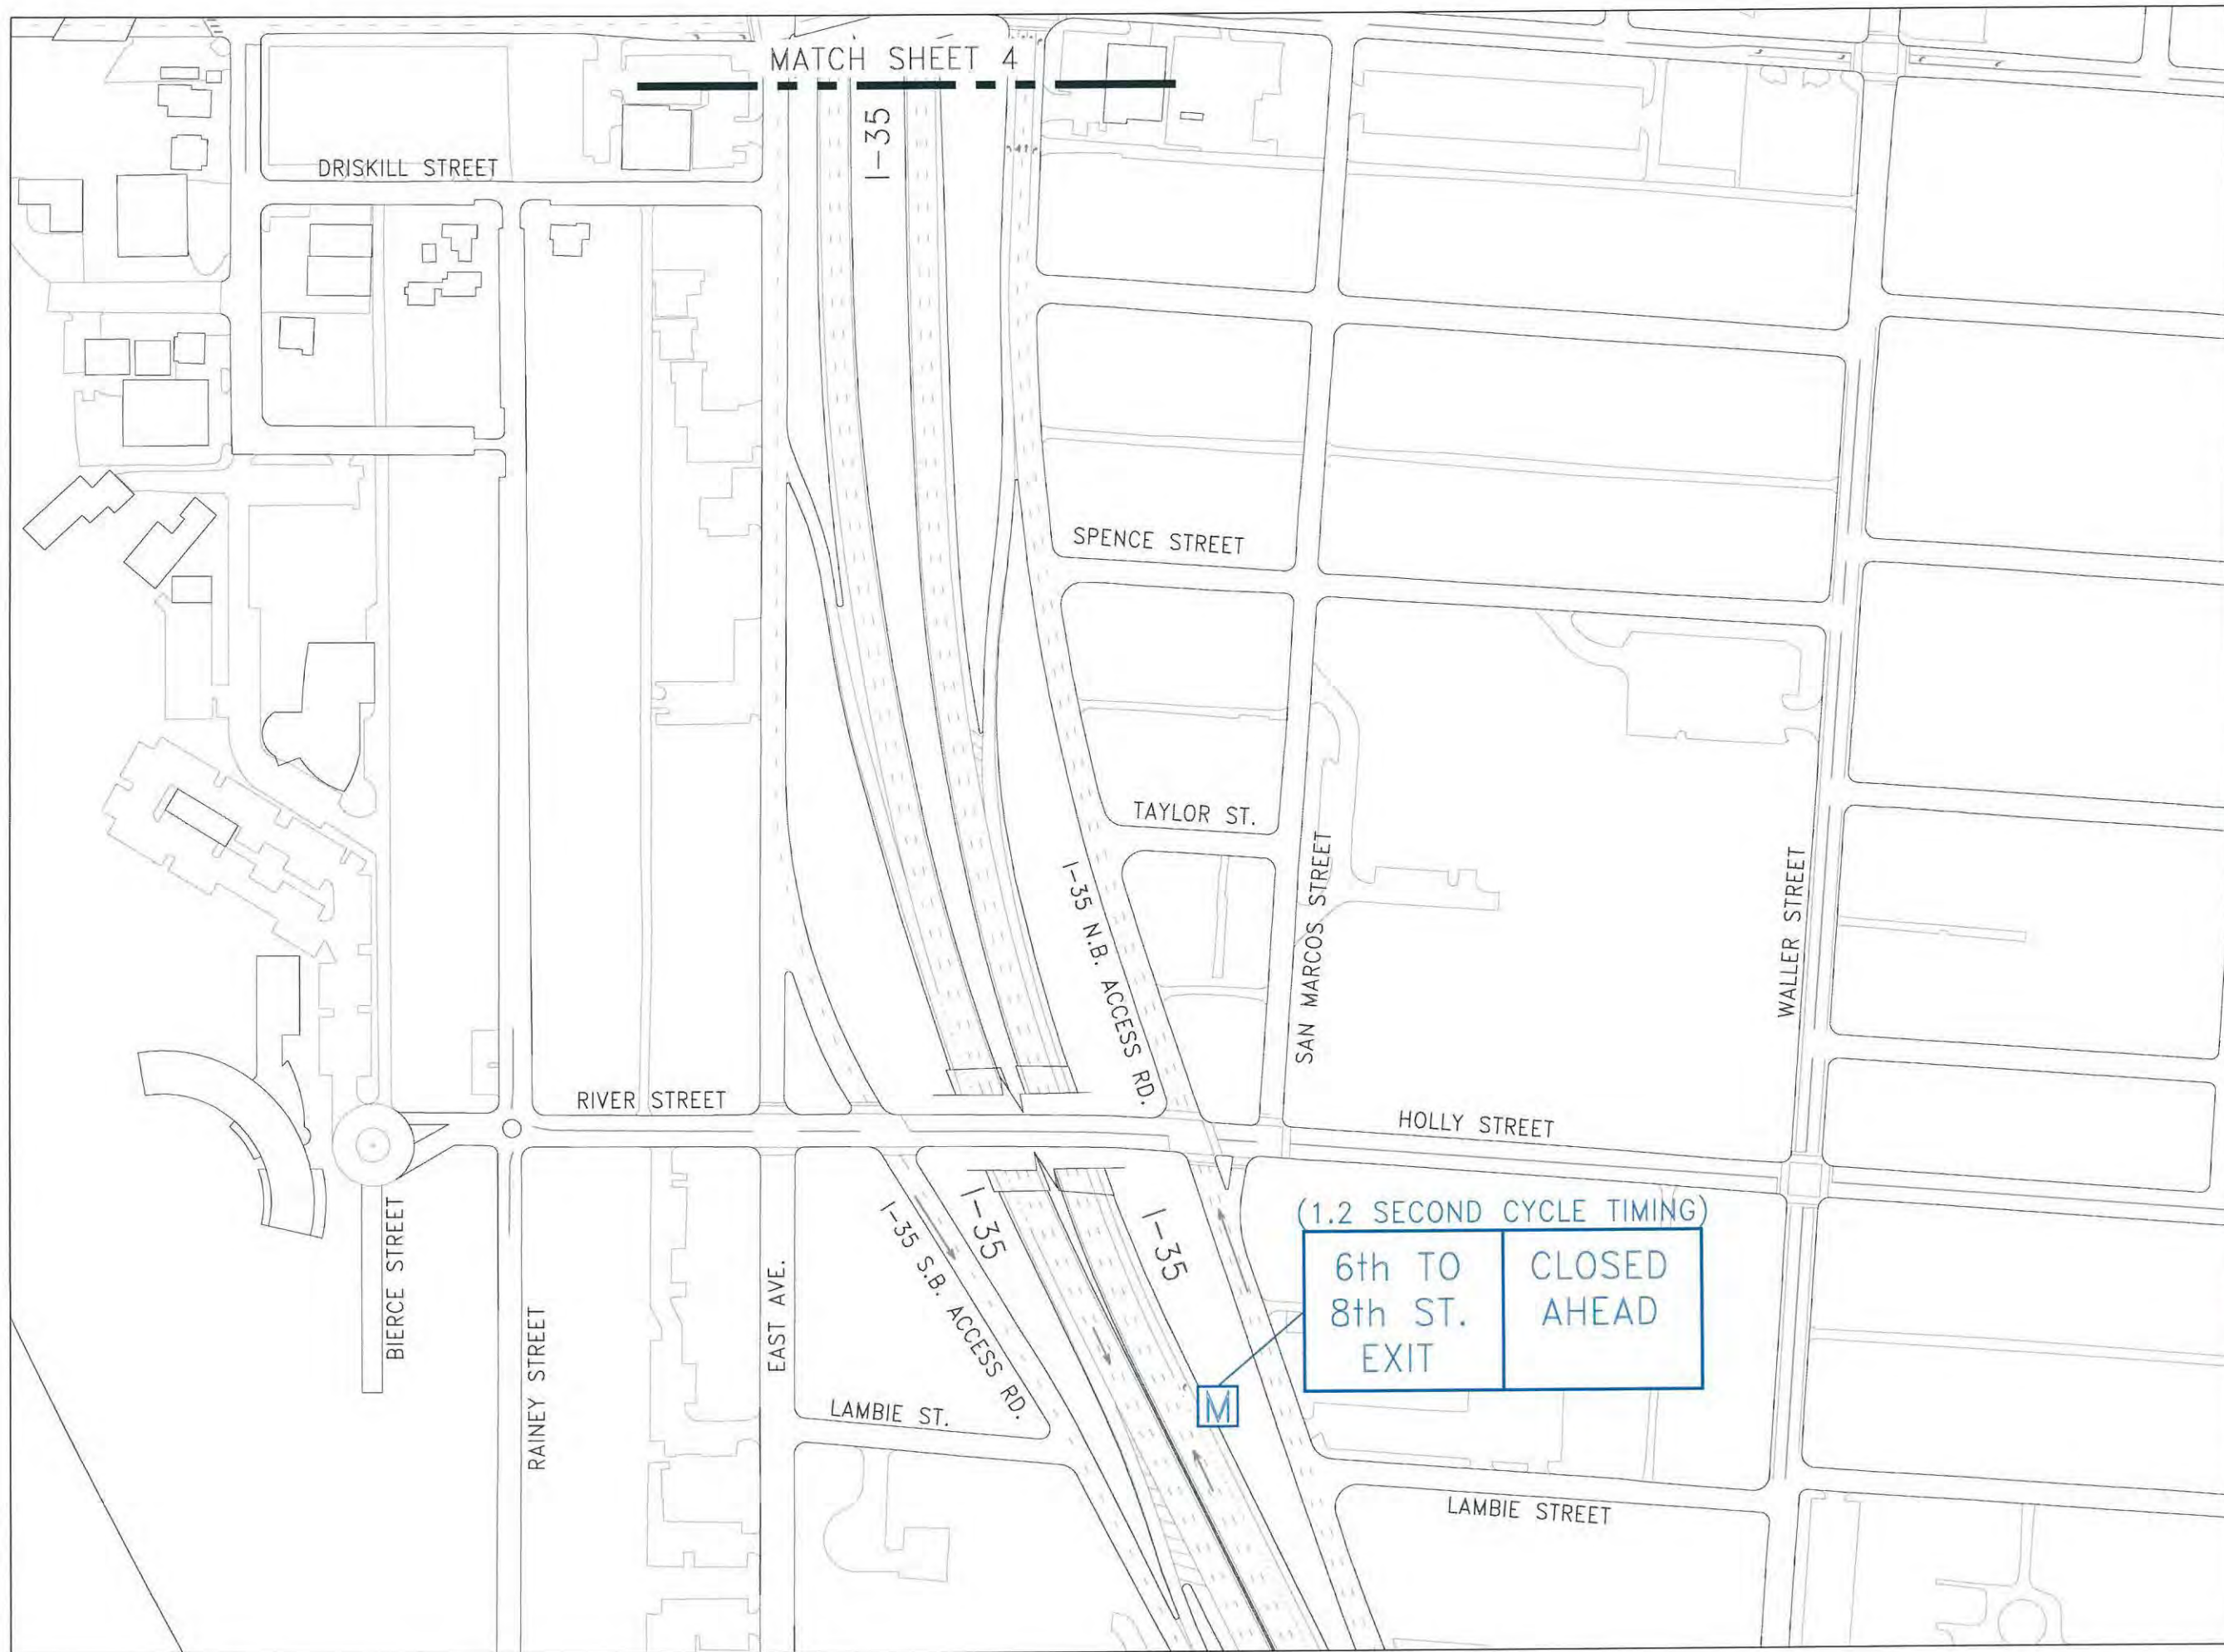 MATCH SHEET 4
I-35
DRISKILL STREET
SPENCE STREET
TAYLOR ST.
I-35 N.B. ACCESS RD.
SAN MARCOS STREET
WALLER STREET
RIVER STREET
HOLLY STREET
BIERCE STREET
RAINEY STREET
EAST AVE.
I-35 S.B. ACCESS RD.
I-35
I-35
(1.2 SECOND CYCLE TIMING)
6th TO
8th ST.
EXIT
CLOSED
AHEAD
M
LAMBIE ST.
LAMBIE STREET